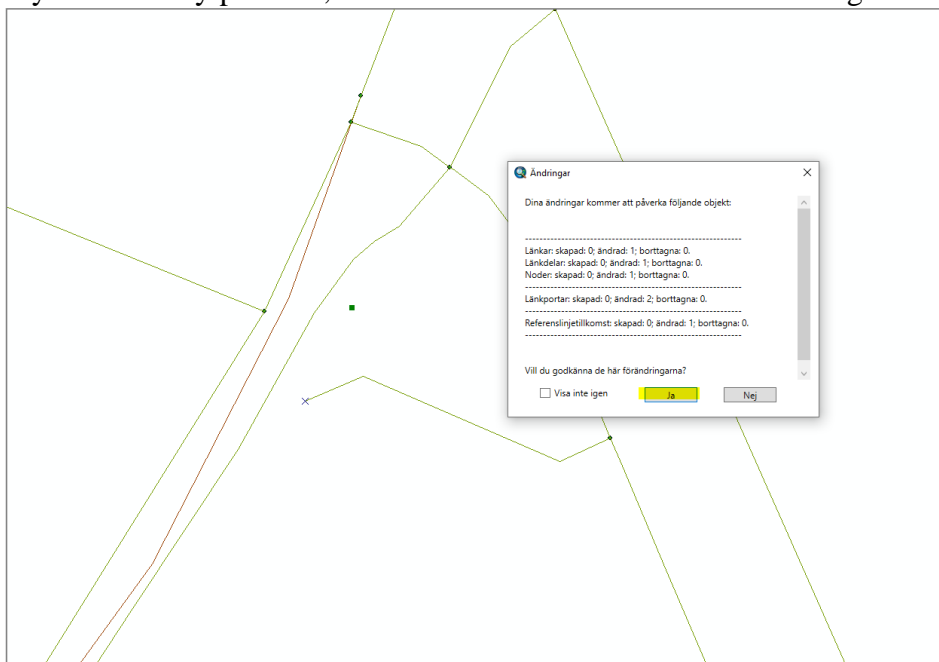 Ändringar
Dina ändringar kommer att påverka följande objekt:
------------------------------------------------------------------
Länkar: skapad: 0; ändrad: 1; borttagna: 0.
Länkdelar: skapad: 0; ändrad: 1; borttagna: 0.
Noder: skapad: 0; ändrad: 1; borttagna: 0.
------------------------------------------------------------------
Länkportar: skapad: 0; ändrad: 2; borttagna: 0.
------------------------------------------------------------------
Referenslinjetillkomst: skapad: 0; ändrad: 1; borttagna: 0.
------------------------------------------------------------------
Vill du godkänna de här förändringarna?
Visa inte igen
Ja
Nej